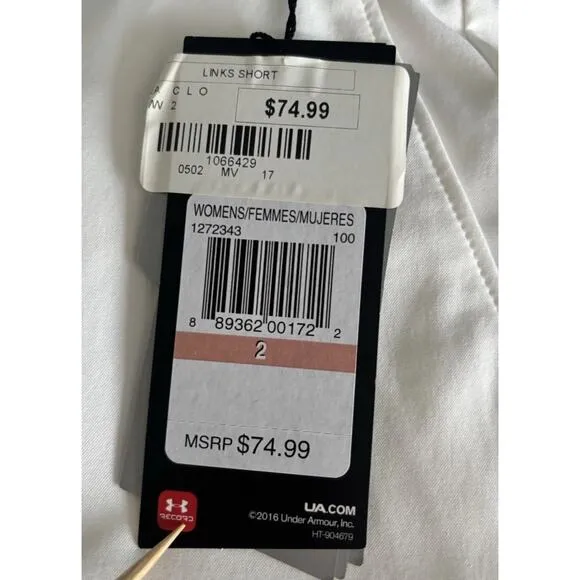 LINKS SHORT
A C L O
W 2
$74.99
1066429
0502 MV 17
WOMENS/FEMMES/MUJERES
1272343 100
8 89362 00172 2
2
MSRP $74.99
RECORD
UA.COM
©2016 Under Armour, Inc.
HT-904679